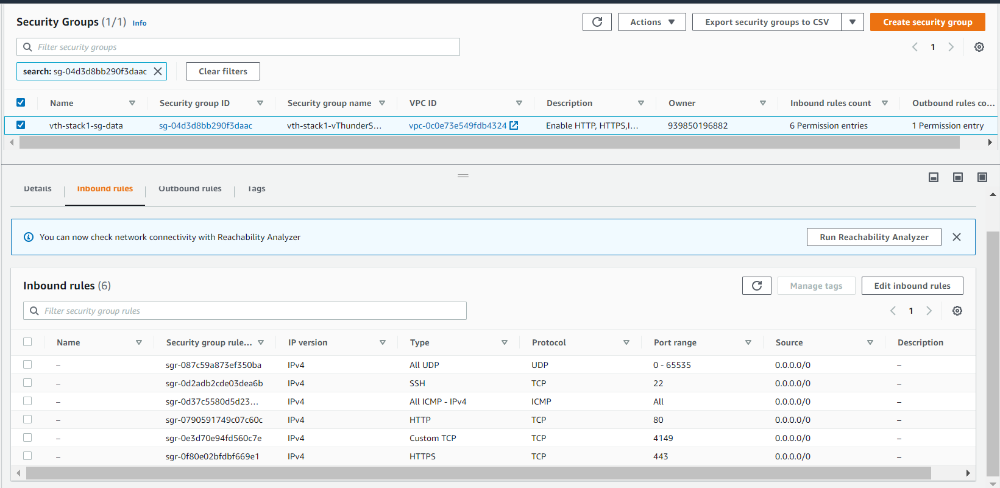 Security Groups (1/1) Info
Actions
Export security groups to CSV
Create security group
Filter security groups
1
search: sg-04d3d8bb290f3daac
Clear filters
Name Security group ID Security group name VPC ID Description Owner Inbound rules count Outbound rules co...
vth-stack1-sg-data sg-04d3d8bb290f3daac vth-stack1-vThunderS... vpc-0c0e73e549fdb4324 Enable HTTP, HTTPS,I... 939850196882 6 Permission entries 1 Permission entry
Details Inbound rules Outbound rules Tags
You can now check network connectivity with Reachability Analyzer
Run Reachability Analyzer
Inbound rules (6)
Manage tags
Edit inbound rules
Filter security group rules
1
Name Security group rule... IP version Type Protocol Port range Source Description
– sgr-087c59a873ef350ba IPv4 All UDP UDP 0 - 65535 0.0.0.0/0 –
– sgr-0d2adb2cde03dea6b IPv4 SSH TCP 22 0.0.0.0/0 –
– sgr-0d37c5580d5d23... IPv4 All ICMP - IPv4 ICMP All 0.0.0.0/0 –
– sgr-0790591749c07c60c IPv4 HTTP TCP 80 0.0.0.0/0 –
– sgr-0e3d70e94fd560c7e IPv4 Custom TCP TCP 4149 0.0.0.0/0 –
– sgr-0f80e02bfdbf669e1 IPv4 HTTPS TCP 443 0.0.0.0/0 –